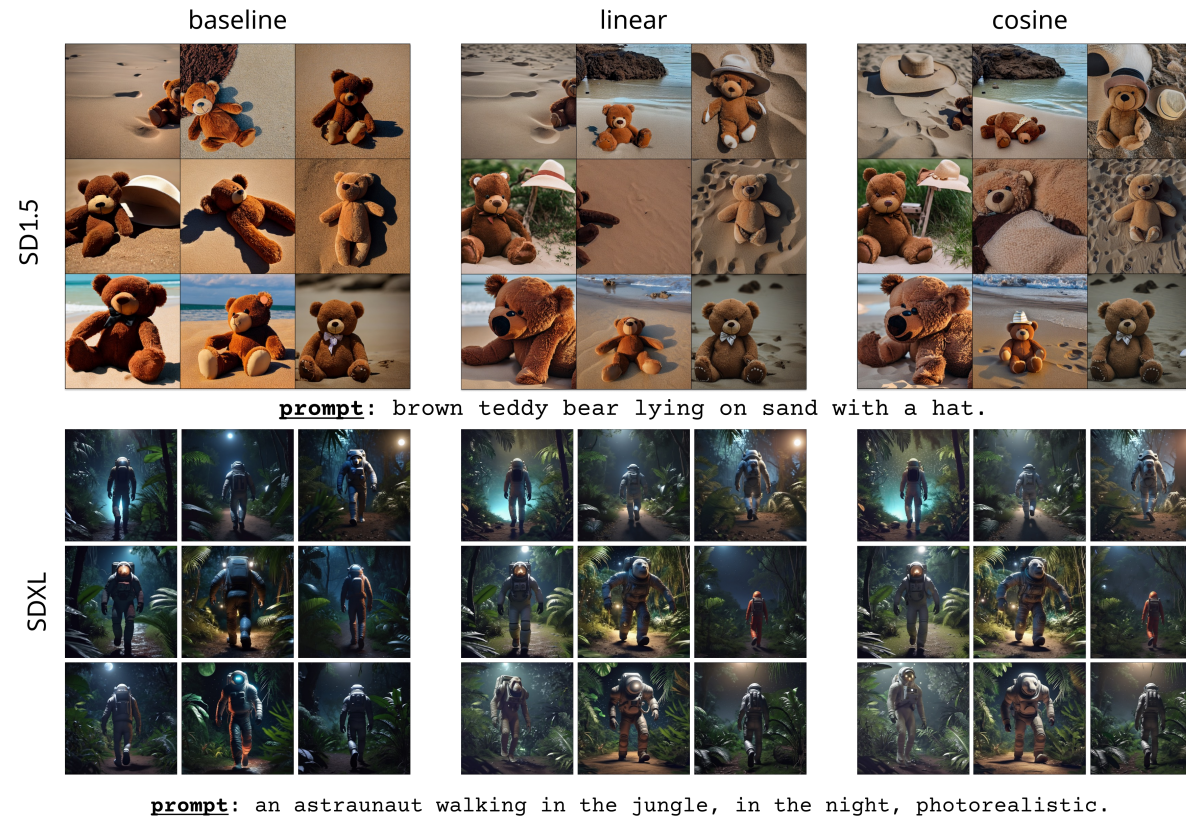 baseline
linear
cosine
SD1.5
prompt: brown teddy bear lying on sand with a hat.
SDXL
prompt: an astraunaut walking in the jungle, in the night, photorealistic.